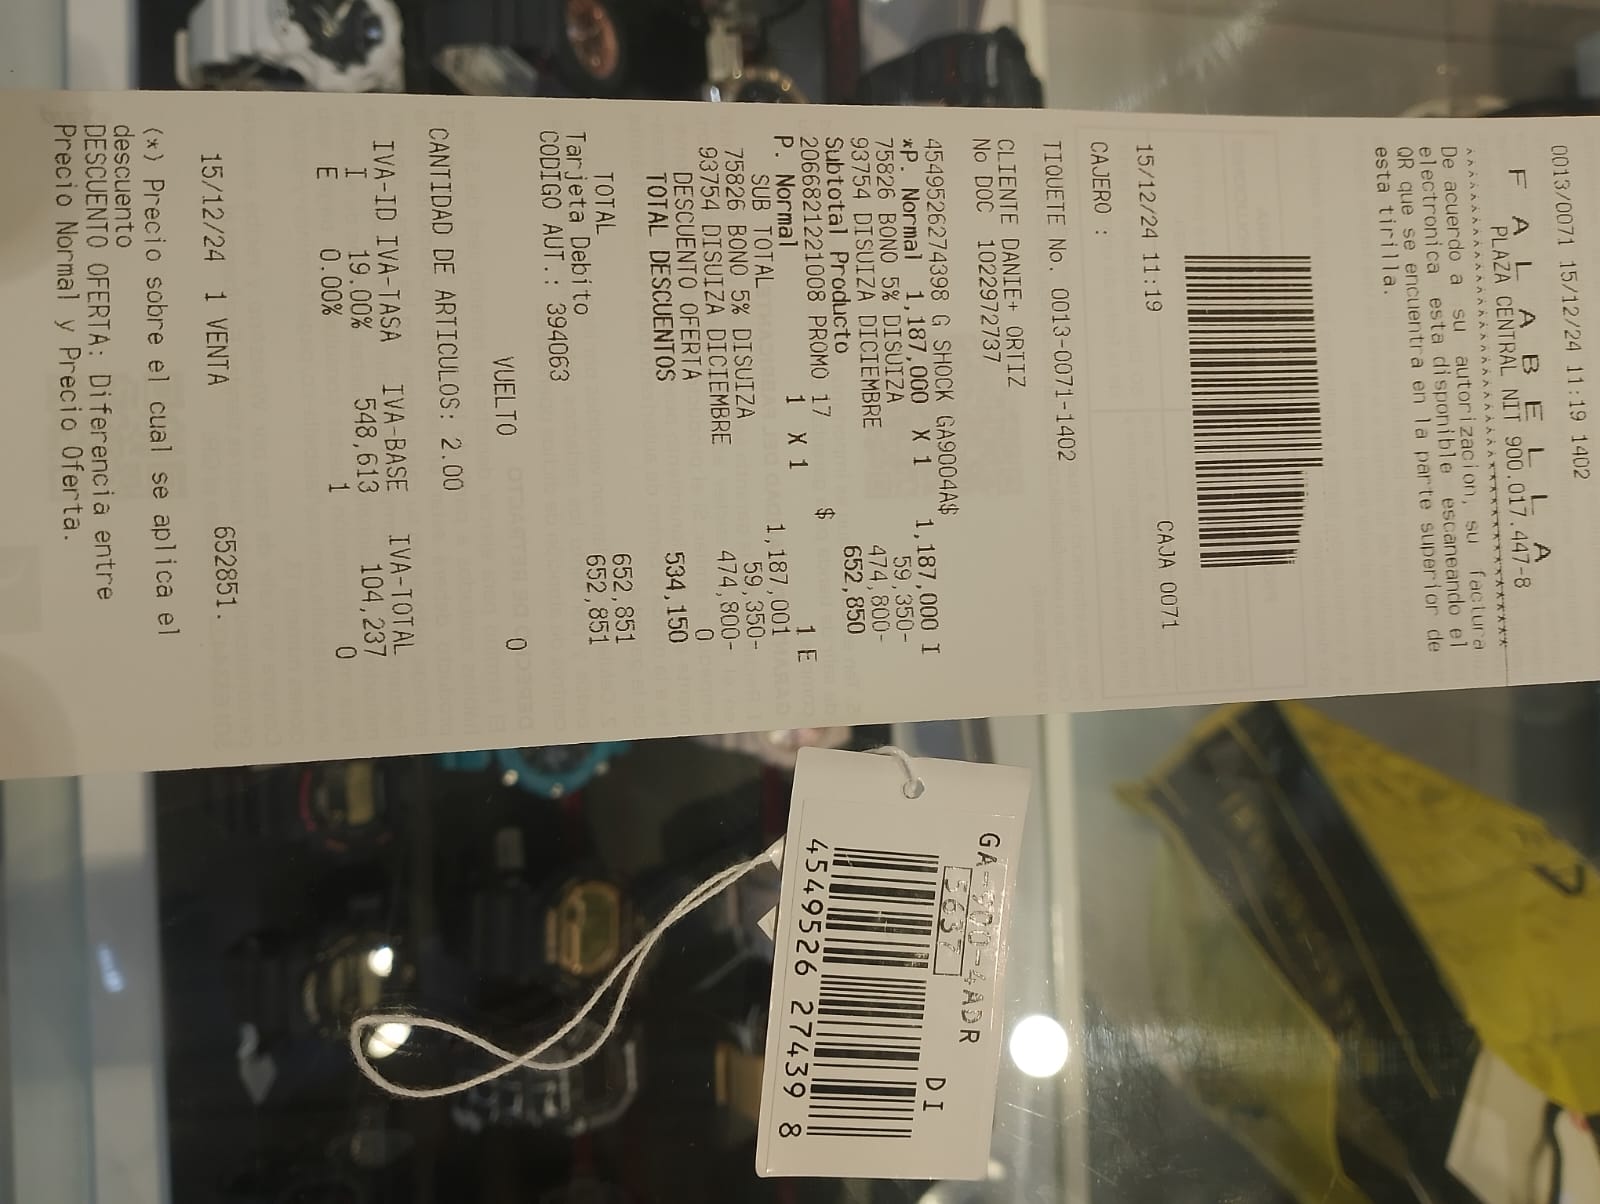 0013/0071 15/12/24 11:19 1402
F A L A B E L L A
PLAZA CENTRAL NIT 900.017.447-8
De acuerdo a su autorizacion, su factura
electronica esta disponible escaneando el
QR que se encuentra en la parte superior de
esta tirilla.
15/12/24 11:19 CAJA 0071
CAJERO :
TIQUETE No. 0013-0071-1402
CLIENTE DANIE+ ORTIZ
No DOC 1022972737
4549526274398 G SHOCK GA9004A$ 1,187,000 I
*P. Normal 1,187,000 X 1
75826 BONO 5% DISUIZA 59,350-
93754 DISUIZA DICIEMBRE 474,800-
Subtotal Producto 652,850
2066821221008 PROMO 17 $ 1 E
P. Normal 1 X 1
SUB TOTAL 1,187,001
75826 BONO 5% DISUIZA 59,350-
93754 DISUIZA DICIEMBRE 474,800-
DESCUENTO OFERTA 0
TOTAL DESCUENTOS 534,150
TOTAL 652,851
Tarjeta Debito 652,851
CODIGO AUT.: 394063
VUELTO 0
CANTIDAD DE ARTICULOS: 2.00
IVA-ID IVA-TASA IVA-BASE IVA-TOTAL
I 19.00% 548,613 104,237
E 0.00% 1 0
15/12/24 1 VENTA 652851.
(*) Precio sobre el cual se aplica el
descuento
DESCUENTO OFERTA: Diferencia entre
Precio Normal y Precio Oferta.
GA-900-4ADR
5637 DI
4549526 27439 8